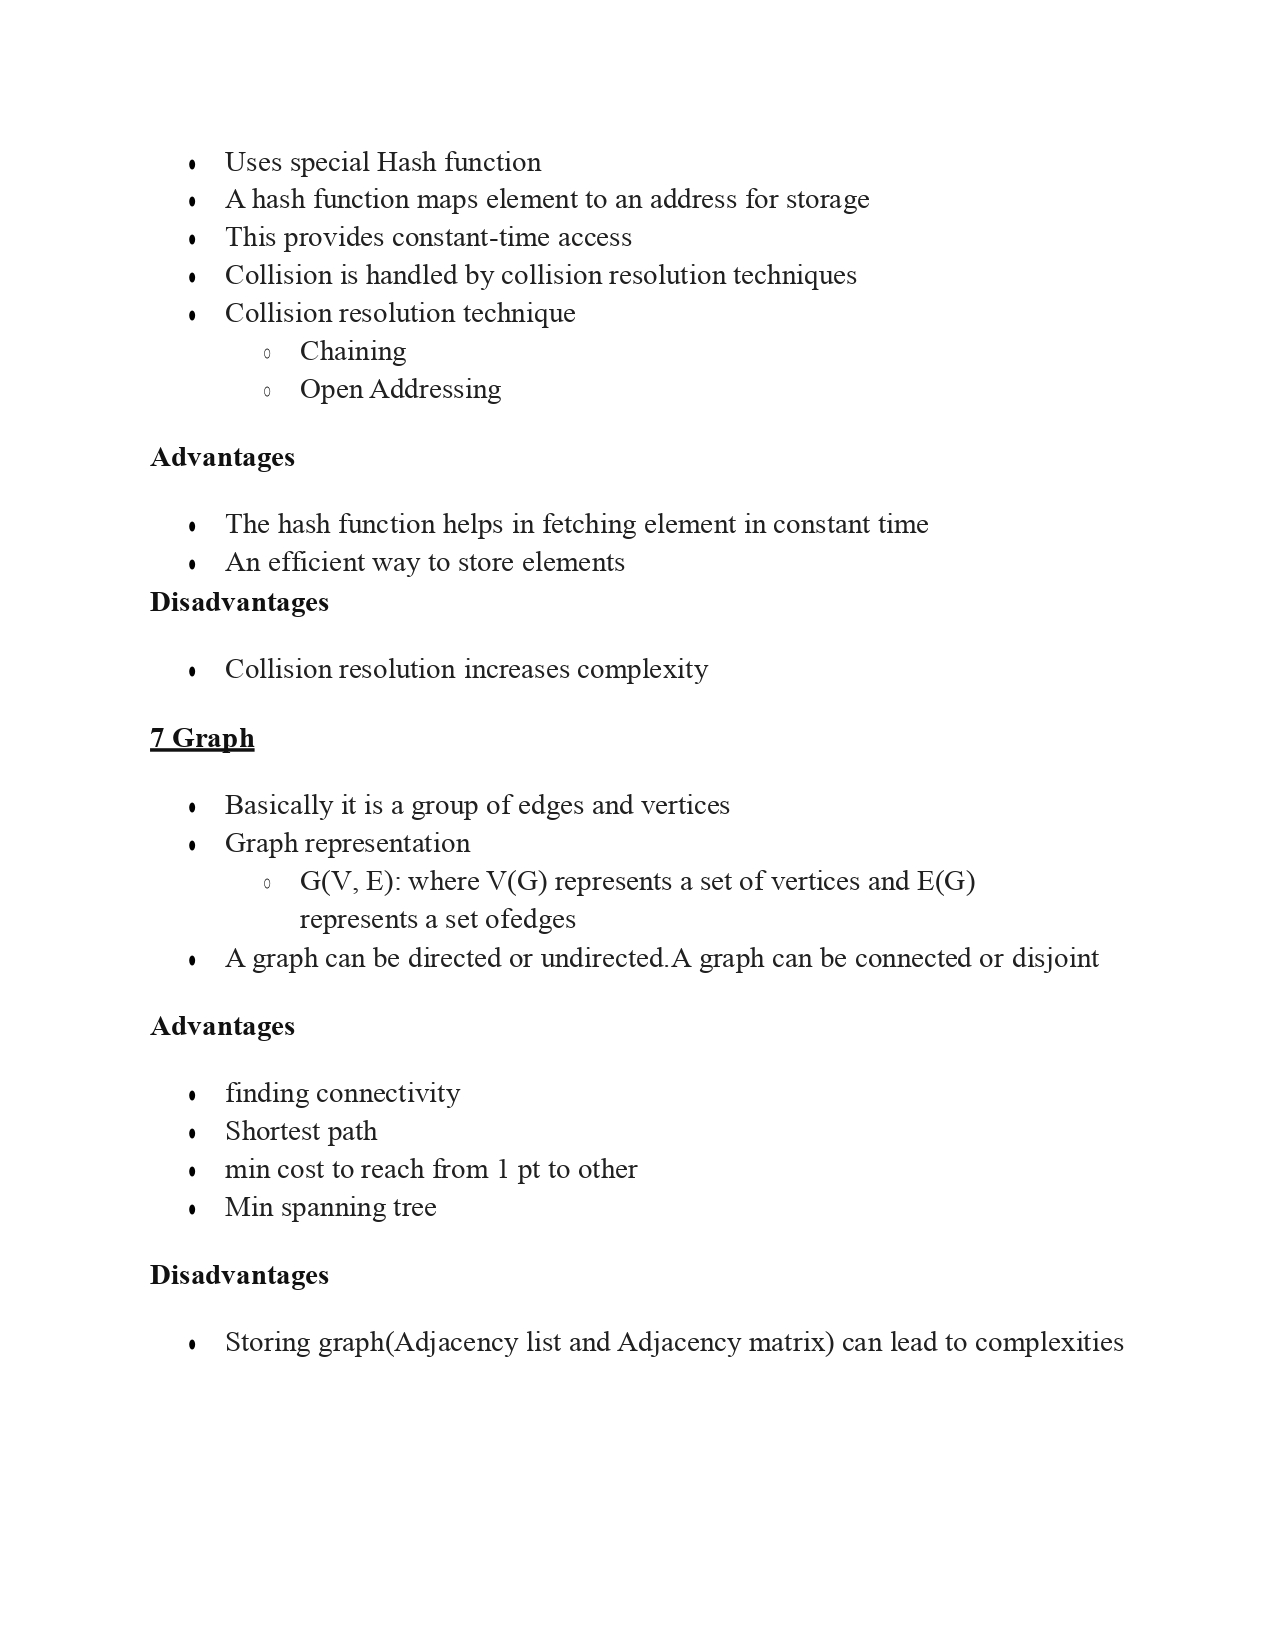 Uses special Hash function
A hash function maps element to an address for storage
This provides constant-time access
Collision is handled by collision resolution techniques
Collision resolution technique
Chaining
Open Addressing
Advantages
The hash function helps in fetching element in constant time
An efficient way to store elements
Disadvantages
Collision resolution increases complexity
7 Graph
Basically it is a group of edges and vertices
Graph representation
G(V, E): where V(G) represents a set of vertices and E(G)
represents a set ofedges
A graph can be directed or undirected.A graph can be connected or disjoint
Advantages
finding connectivity
Shortest path
min cost to reach from 1 pt to other
Min spanning tree
Disadvantages
Storing graph(Adjacency list and Adjacency matrix) can lead to complexities